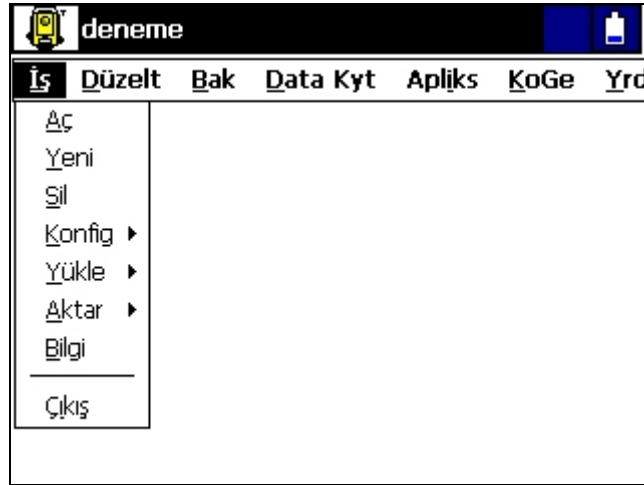 deneme
İş Düzelt Bak Data Kyt Apliks KoGe
Aç
Yeni
Sil
Konfig
Yükle
Aktar
Bilgi
Çıkış